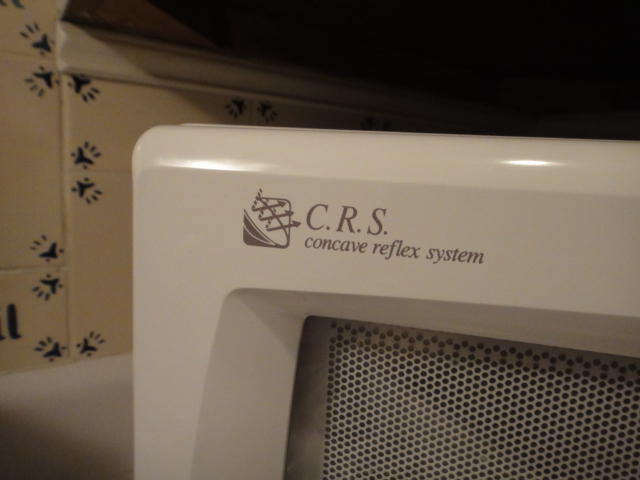 C.R.S.
concave reflex system